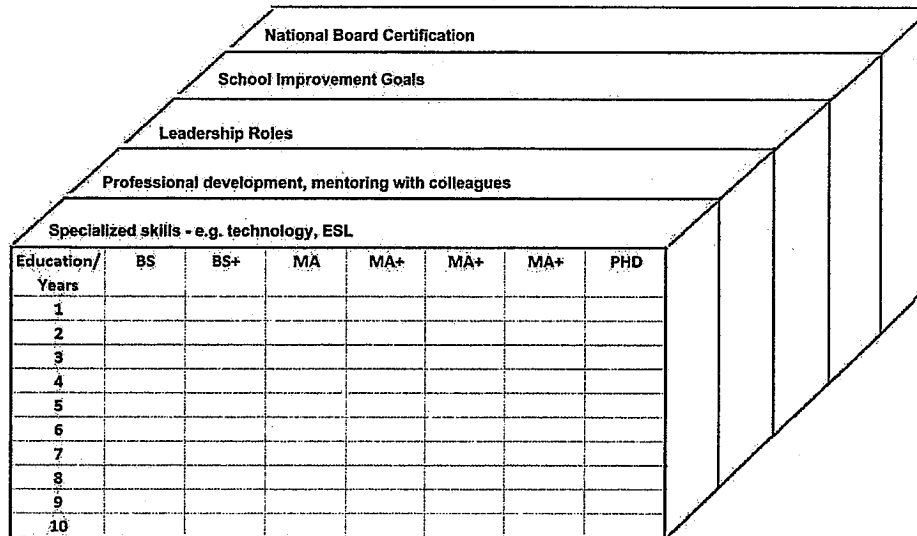 National Board Certification
School Improvement Goals
Leadership Roles
Professional development, mentoring with colleagues
Specialized skills - e.g. technology, ESL
Education/ BS BS+ MA MA+ MA+ MA+ PHD
Years
1
2
3
4
5
6
7
8
9
10